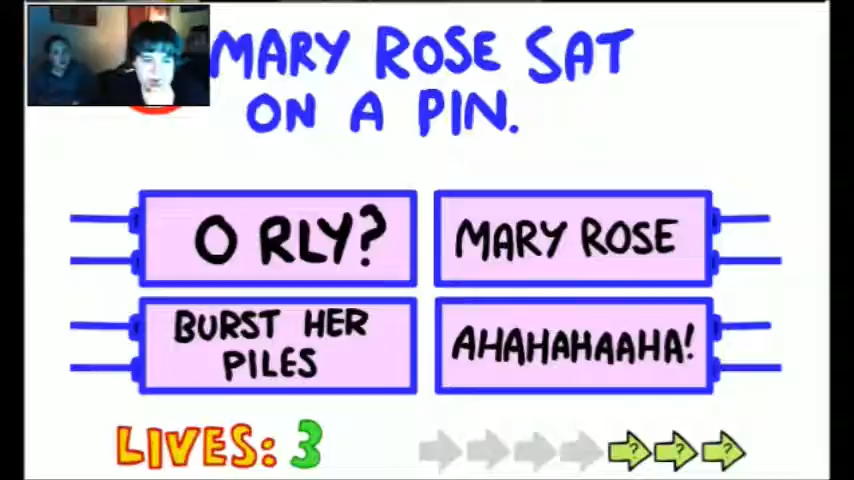 MARY ROSE SAT
ON A PIN.
O RLY?
MARY ROSE
BURST HER
PILES
AHAHAHAAHA!
LIVES: 3
? ? ?